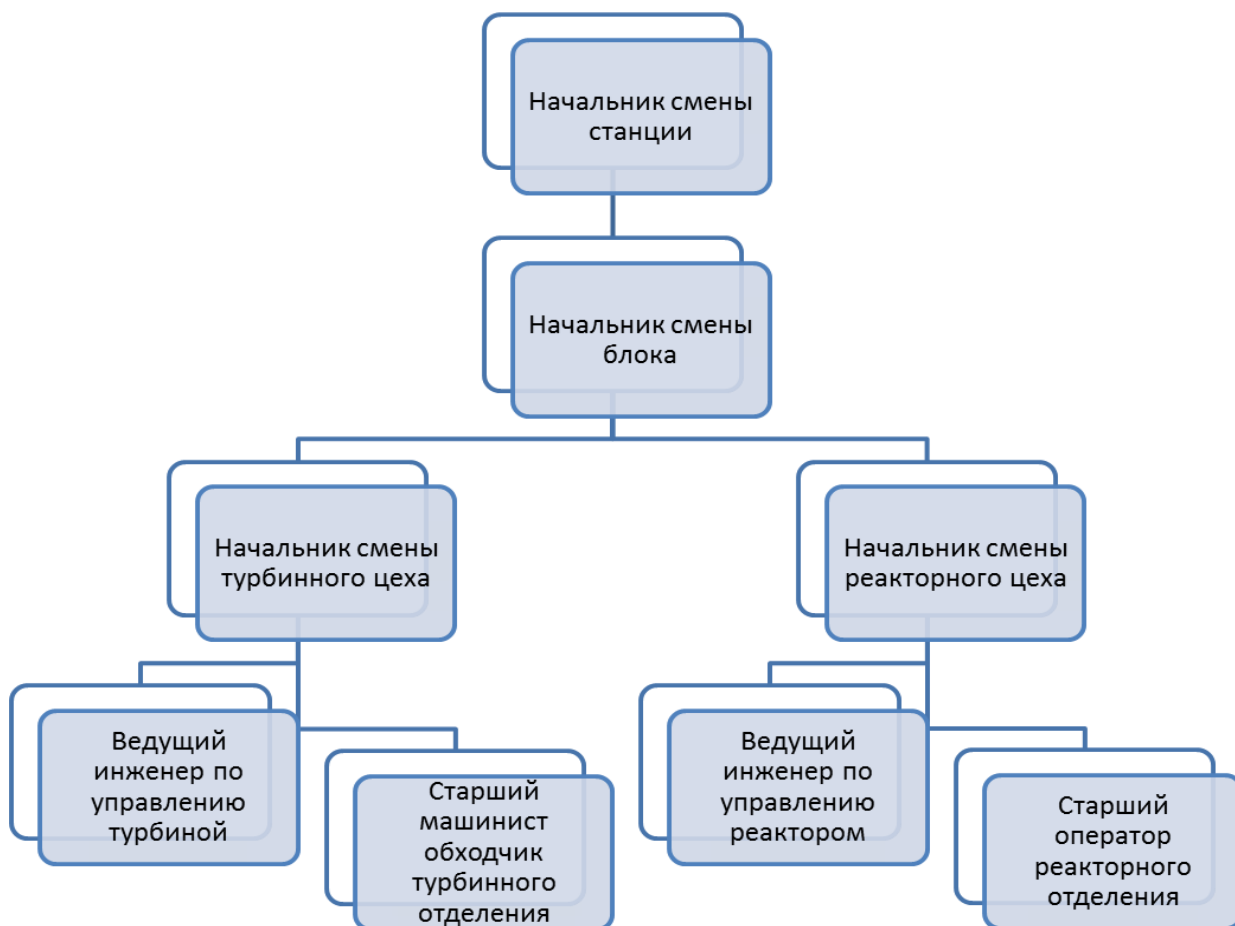 Начальник смены
станции
Начальник смены
блока
Начальник смены
турбинного цеха
Начальник смены
реакторного цеха
Ведущий
инженер по
управлению
турбиной
Старший
машинист
обходчик
турбинного
отделения
Ведущий
инженер по
управлению
реактором
Старший
оператор
реакторного
отделения